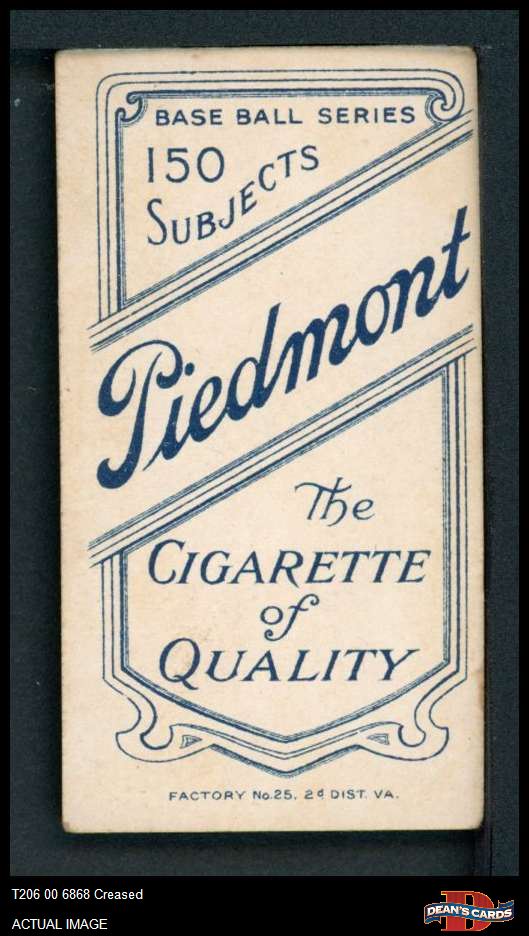 BASE BALL SERIES
150
SUBJECTS
Piedmont
The
CIGARETTE
of
QUALITY
FACTORY No. 25, 2d DIST. VA.
T206 00 6868 Creased
ACTUAL IMAGE
D
DEAN'S CARDS